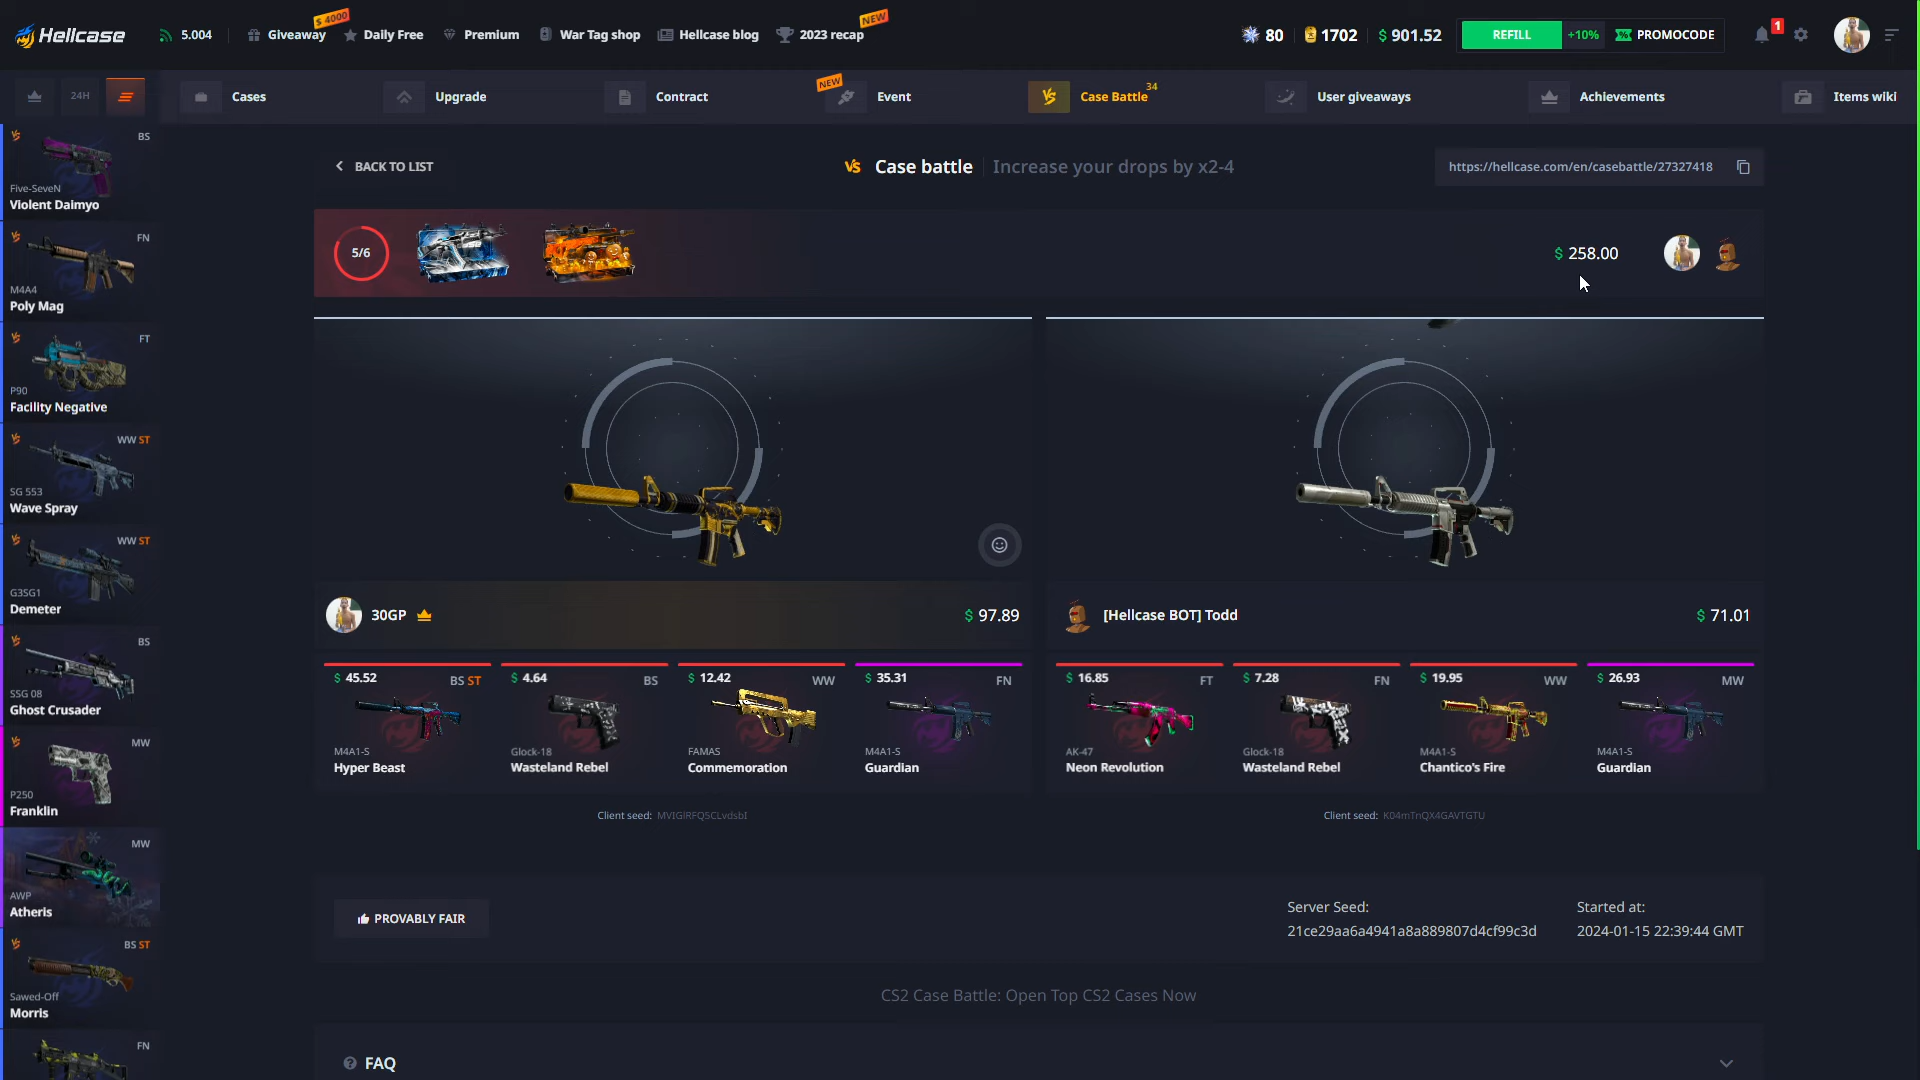 Hellcase
5.004
Giveaway
$ 4000
Daily Free
Premium
War Tag shop
Hellcase blog
2023 recap
NEW
80
1702
$ 901.52
REFILL
+10%
PROMOCODE
1
24H
Cases
Upgrade
Contract
NEW
Event
Case Battle
34
User giveaways
Achievements
Items wiki
BS
Five-SeveN
Violent Daimyo
FN
M4A4
Poly Mag
FT
P90
Facility Negative
WW ST
SG 553
Wave Spray
WW ST
G3SG1
Demeter
BS
SSG 08
Ghost Crusader
MW
P250
Franklin
MW
AWP
Atheris
BS ST
Sawed-Off
Morris
FN
BACK TO LIST
VS Case battle
Increase your drops by x2-4
https://hellcase.com/en/casebattle/27327418
5/6
$ 258.00
30GP
$ 97.89
[Hellcase BOT] Todd
$ 71.01
$ 45.52
BS ST
M4A1-S
Hyper Beast
$ 4.64
BS
Glock-18
Wasteland Rebel
$ 12.42
WW
FAMAS
Commemoration
$ 35.31
FN
M4A1-S
Guardian
$ 16.85
FT
AK-47
Neon Revolution
$ 7.28
FN
Glock-18
Wasteland Rebel
$ 19.95
WW
M4A1-S
Chantico's Fire
$ 26.93
MW
M4A1-S
Guardian
Client seed:
Client seed: K04mTnQX4GAVTGTU
PROVABLY FAIR
Server Seed:
21ce29aa6a4941a8a889807d4cf99c3d
Started at:
2024-01-15 22:39:44 GMT
CS2 Case Battle: Open Top CS2 Cases Now
FAQ